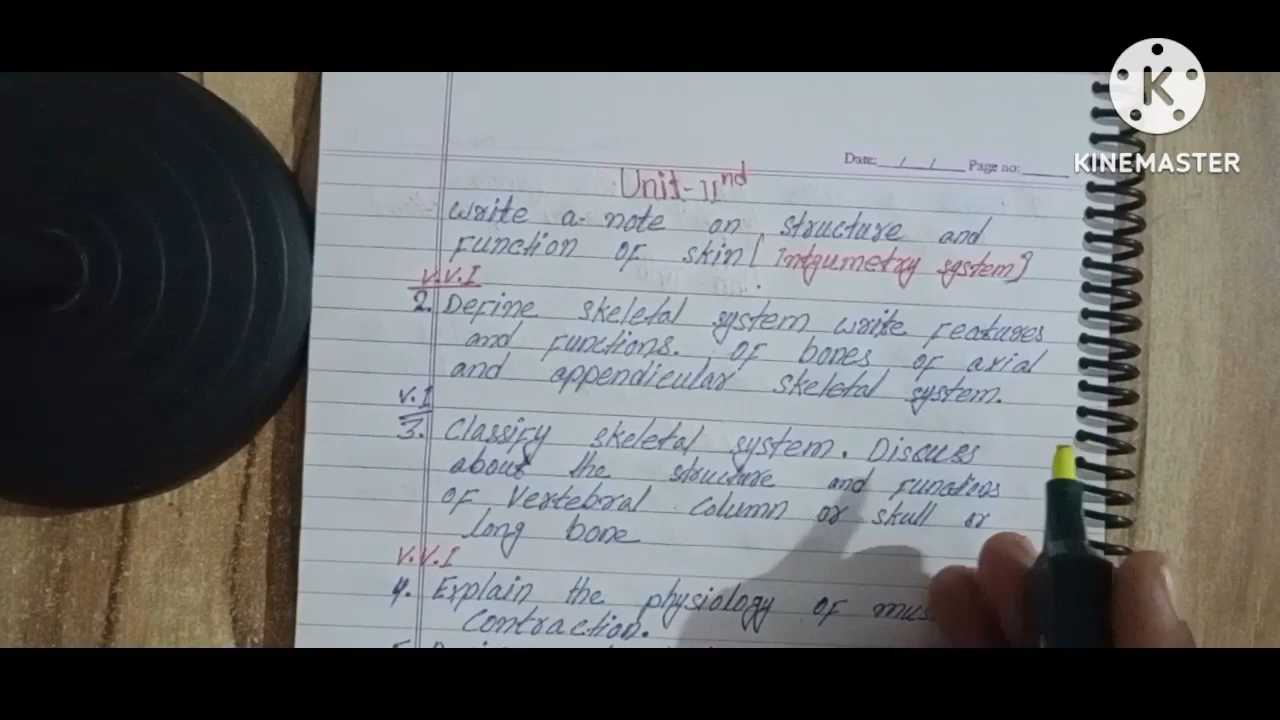 KINEMASTER
Date: / / Page no:
Unit-IInd
Write a note on structure and
function of skin [Intgumetry system]
V.V.I
2. Define skeletal system write features
and functions. of bones of axial
and appendicular skeletal system.
V.I
3. Classify skeletal system. Discuss
about the structure and functios
of Vertebral Column or skull or
long bone
V.V.I
4. Explain the physiology of mus
Contraction.